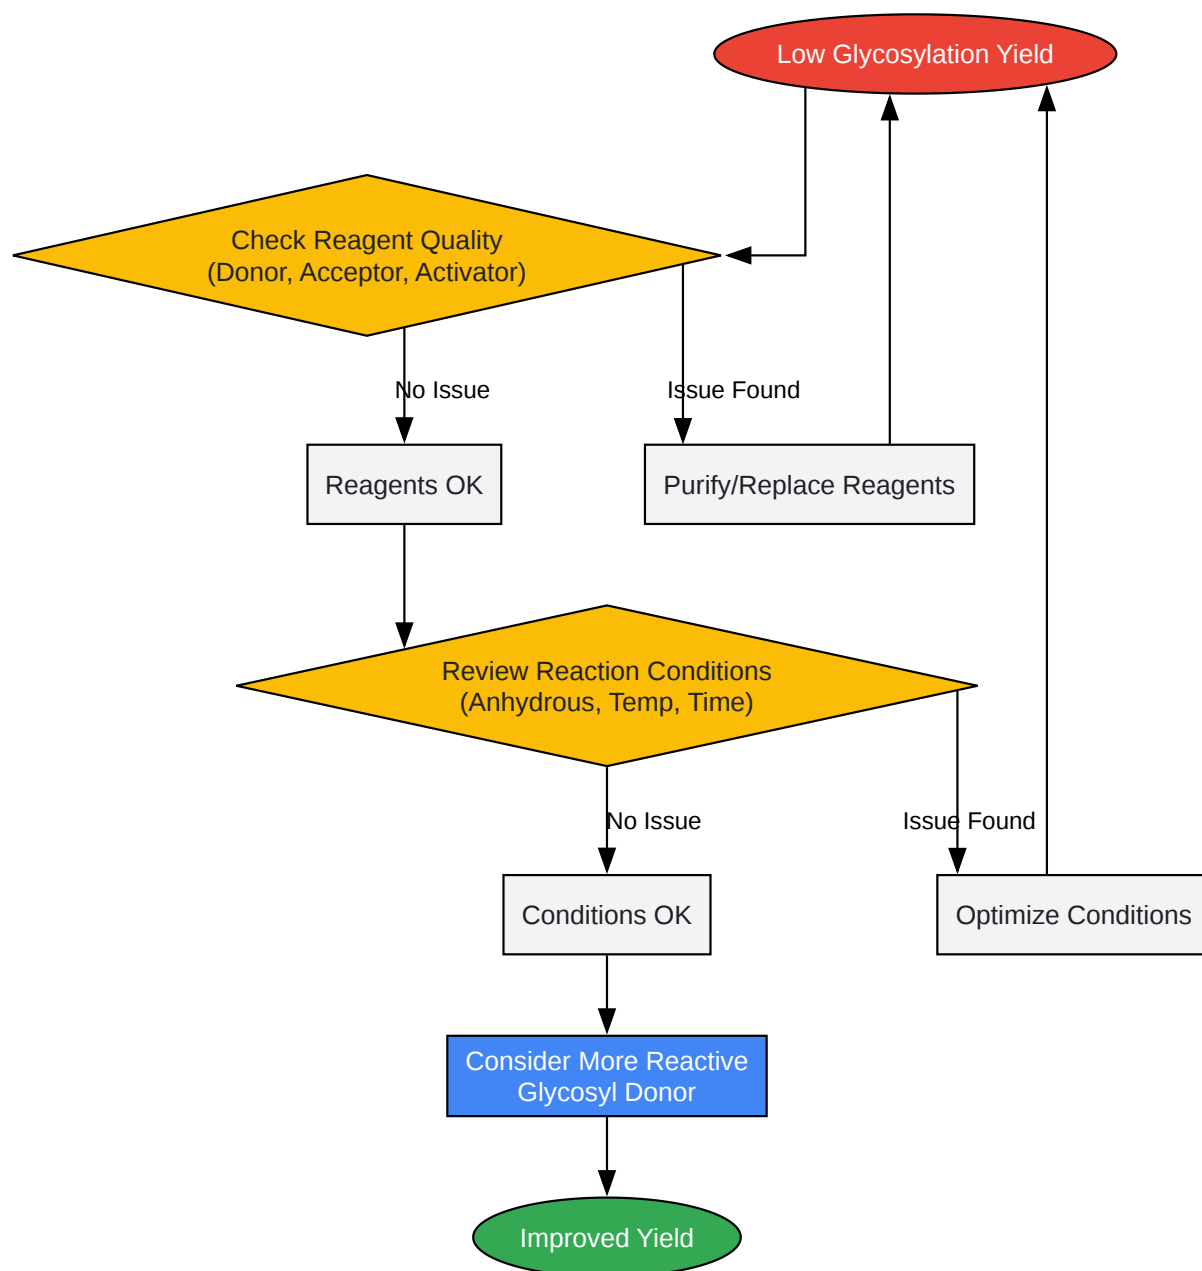 Low Glycosylation Yield
Check Reagent Quality
(Donor, Acceptor, Activator)
No Issue
Issue Found
Reagents OK
Purify/Replace Reagents
Review Reaction Conditions
(Anhydrous, Temp, Time)
No Issue
Issue Found
Conditions OK
Optimize Conditions
Consider More Reactive
Glycosyl Donor
Improved Yield